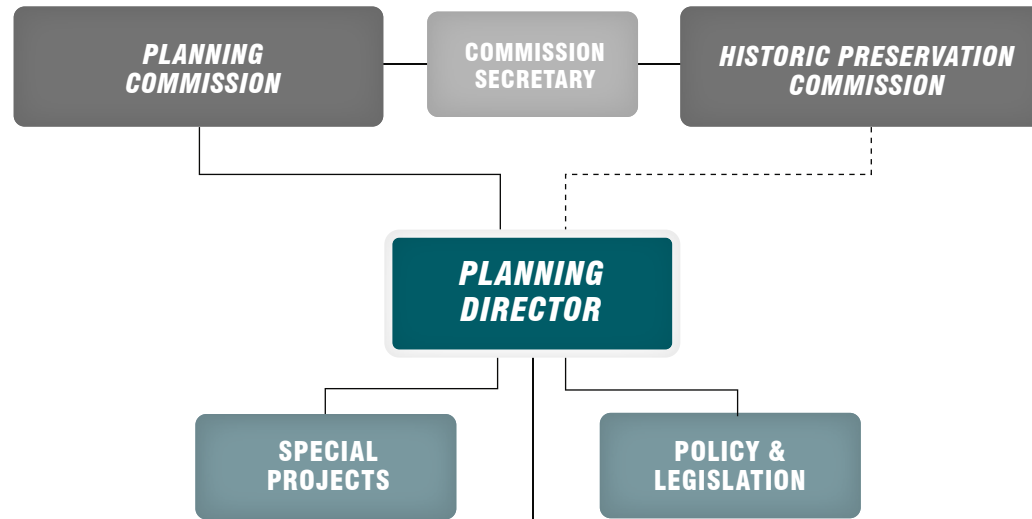 PLANNING
COMMISSION
COMMISSION
SECRETARY
HISTORIC PRESERVATION
COMMISSION
PLANNING
DIRECTOR
SPECIAL
PROJECTS
POLICY &
LEGISLATION